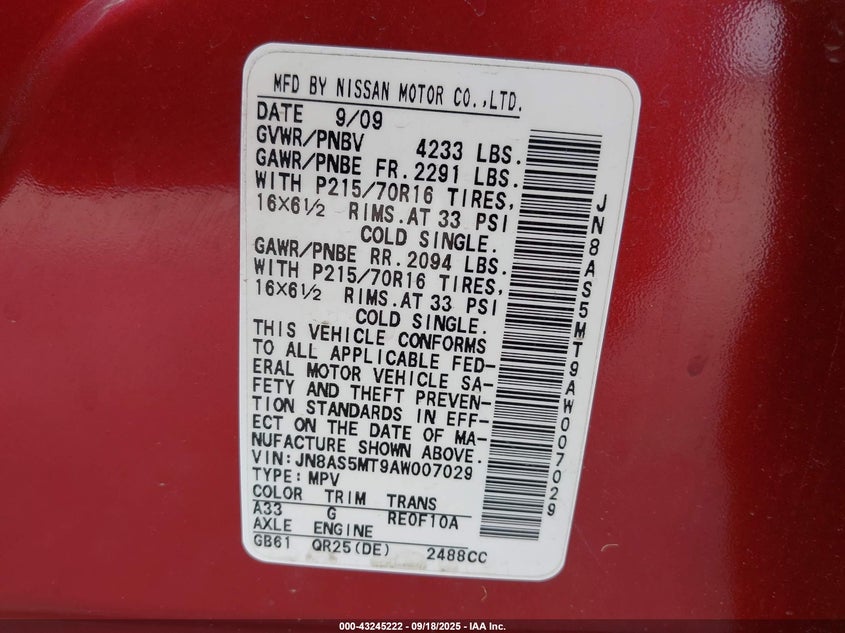 MFD BY NISSAN MOTOR CO.,LTD.
DATE 9/09
GVWR/PNBV 4233 LBS.
GAWR/PNBE FR.2291 LBS.
WITH P215/70R16 TIRES,
16X6½ RIMS.AT 33 PSI
COLD SINGLE.
GAWR/PNBE RR.2094 LBS.
WITH P215/70R16 TIRES,
16X6½ RIMS.AT 33 PSI
COLD SINGLE.
THIS VEHICLE CONFORMS
TO ALL APPLICABLE FED-
ERAL MOTOR VEHICLE SA-
FETY AND THEFT PREVEN-
TION STANDARDS IN EFF-
ECT ON THE DATE OF MA-
NUFACTURE SHOWN ABOVE.
VIN:JN8AS5MT9AW007029
TYPE:MPV
COLOR TRIM TRANS
A33 G RE0F10A
AXLE ENGINE
GB61 QR25(DE) 2488CC
JN8AS5MT9AW007029
000-43245222 - 09/18/2025 - IAA Inc.